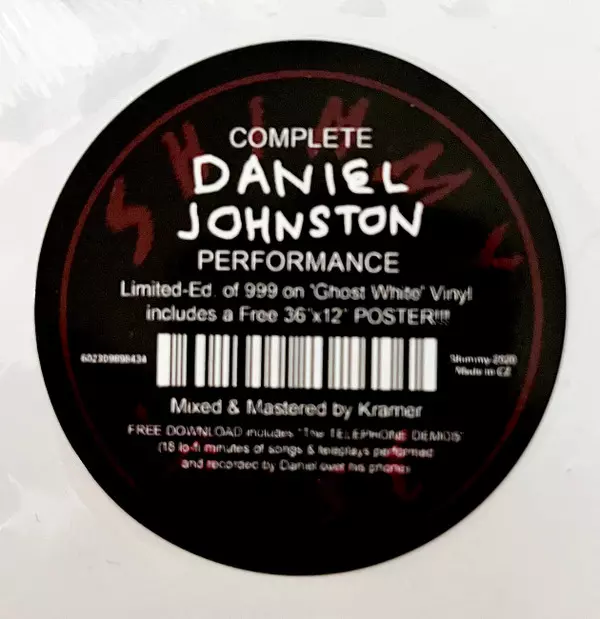 COMPLETE
DANIEL
JOHNSTON
PERFORMANCE
Limited-Ed. of 999 on "Ghost White" Vinyl
includes a Free 36"x12" POSTER!!!
Shimmy-2020
Made in CZ
Mixed & Mastered by Kramer
FREE DOWNLOAD includes "The TELEPHONE DEMOS"
(18 lo-fi minutes of songs & teleplays performed
and recorded by Daniel over his phone)